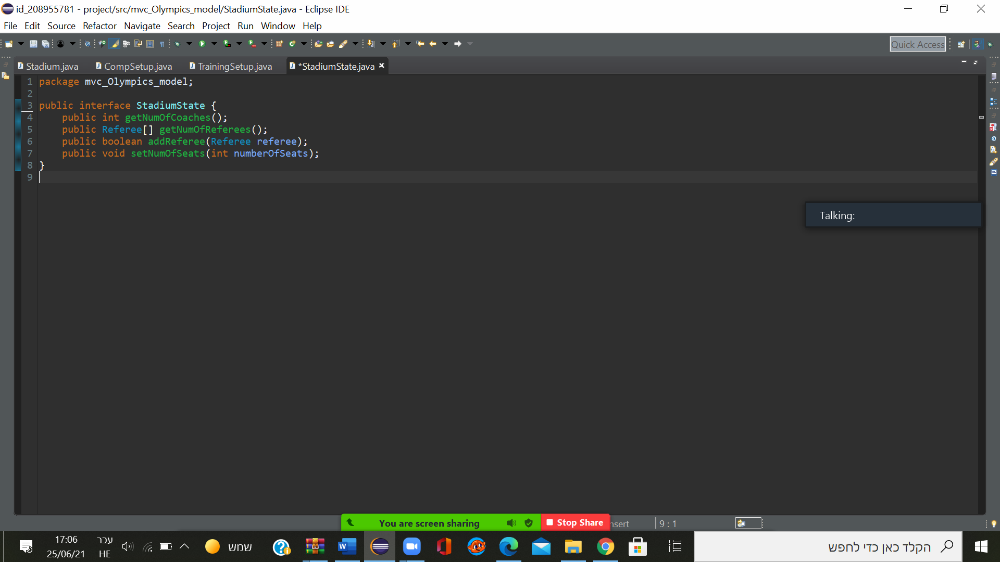 id_208955781 - project/src/mvc_Olympics_model/StadiumState.java - Eclipse IDE
File Edit Source Refactor Navigate Search Project Run Window Help
Quick Access
Stadium.java CompSetup.java TrainingSetup.java *StadiumState.java
1 package mvc_Olympics_model;
2
3 public interface StadiumState {
4 public int getNumOfCoaches();
5 public Referee[] getNumOfReferees();
6 public boolean addReferee(Referee referee);
7 public void setNumOfSeats(int numberOfSeats);
8 }
9
Talking:
You are screen sharing Stop Share nsert 9 : 1
17:06 עבר שמש הקלד כאן כדי לחפש
25/06/21 HE